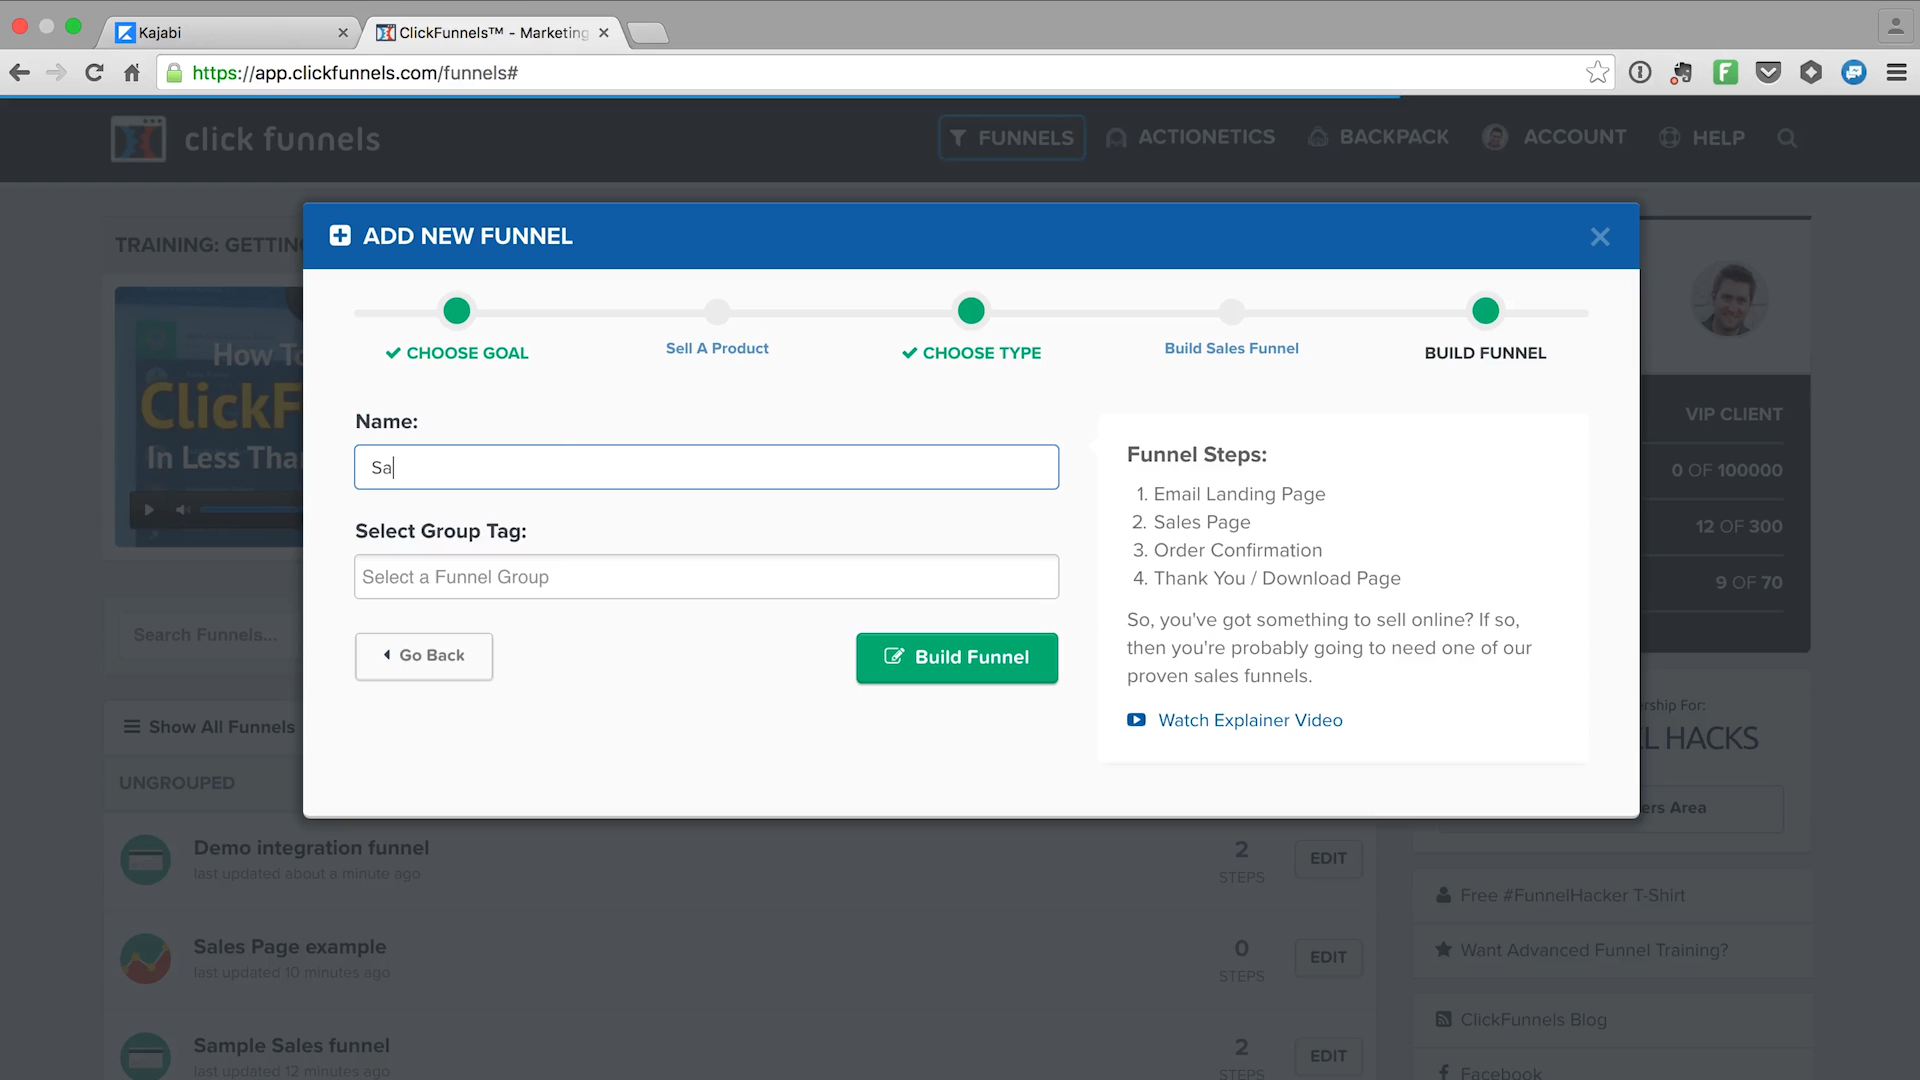 Kajabi
ClickFunnels™ - Marketing
https://app.clickfunnels.com/funnels#
click funnels
FUNNELS
ACTIONETICS
BACKPACK
ACCOUNT
HELP
TRAINING: GETTING
ADD NEW FUNNEL
CHOOSE GOAL
Sell A Product
CHOOSE TYPE
Build Sales Funnel
BUILD FUNNEL
How To
ClickF
In Less Than
Name:
Sa
Select Group Tag:
Select a Funnel Group
Go Back
Build Funnel
Funnel Steps:
1. Email Landing Page
2. Sales Page
3. Order Confirmation
4. Thank You / Download Page
So, you've got something to sell online? If so,
then you're probably going to need one of our
proven sales funnels.
Watch Explainer Video
VIP CLIENT
0 OF 100000
12 OF 300
9 OF 70
Search Funnels...
Show All Funnels
UNGROUPED
rship For:
L HACKS
ers Area
Demo integration funnel
last updated about a minute ago
2
STEPS
EDIT
Sales Page example
last updated 10 minutes ago
0
STEPS
EDIT
Sample Sales funnel
last updated 12 minutes ago
2
STEPS
EDIT
Free #FunnelHacker T-Shirt
Want Advanced Funnel Training?
ClickFunnels Blog
Facebook